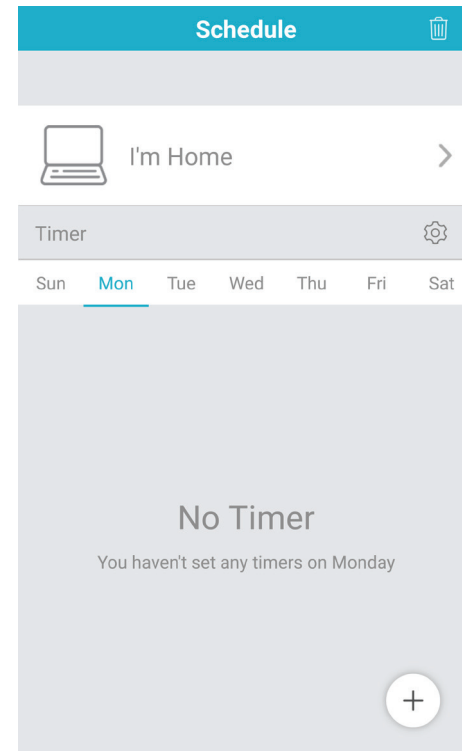 Schedule
I'm Home
Timer
Sun Mon Tue Wed Thu Fri Sat
No Timer
You haven't set any timers on Monday